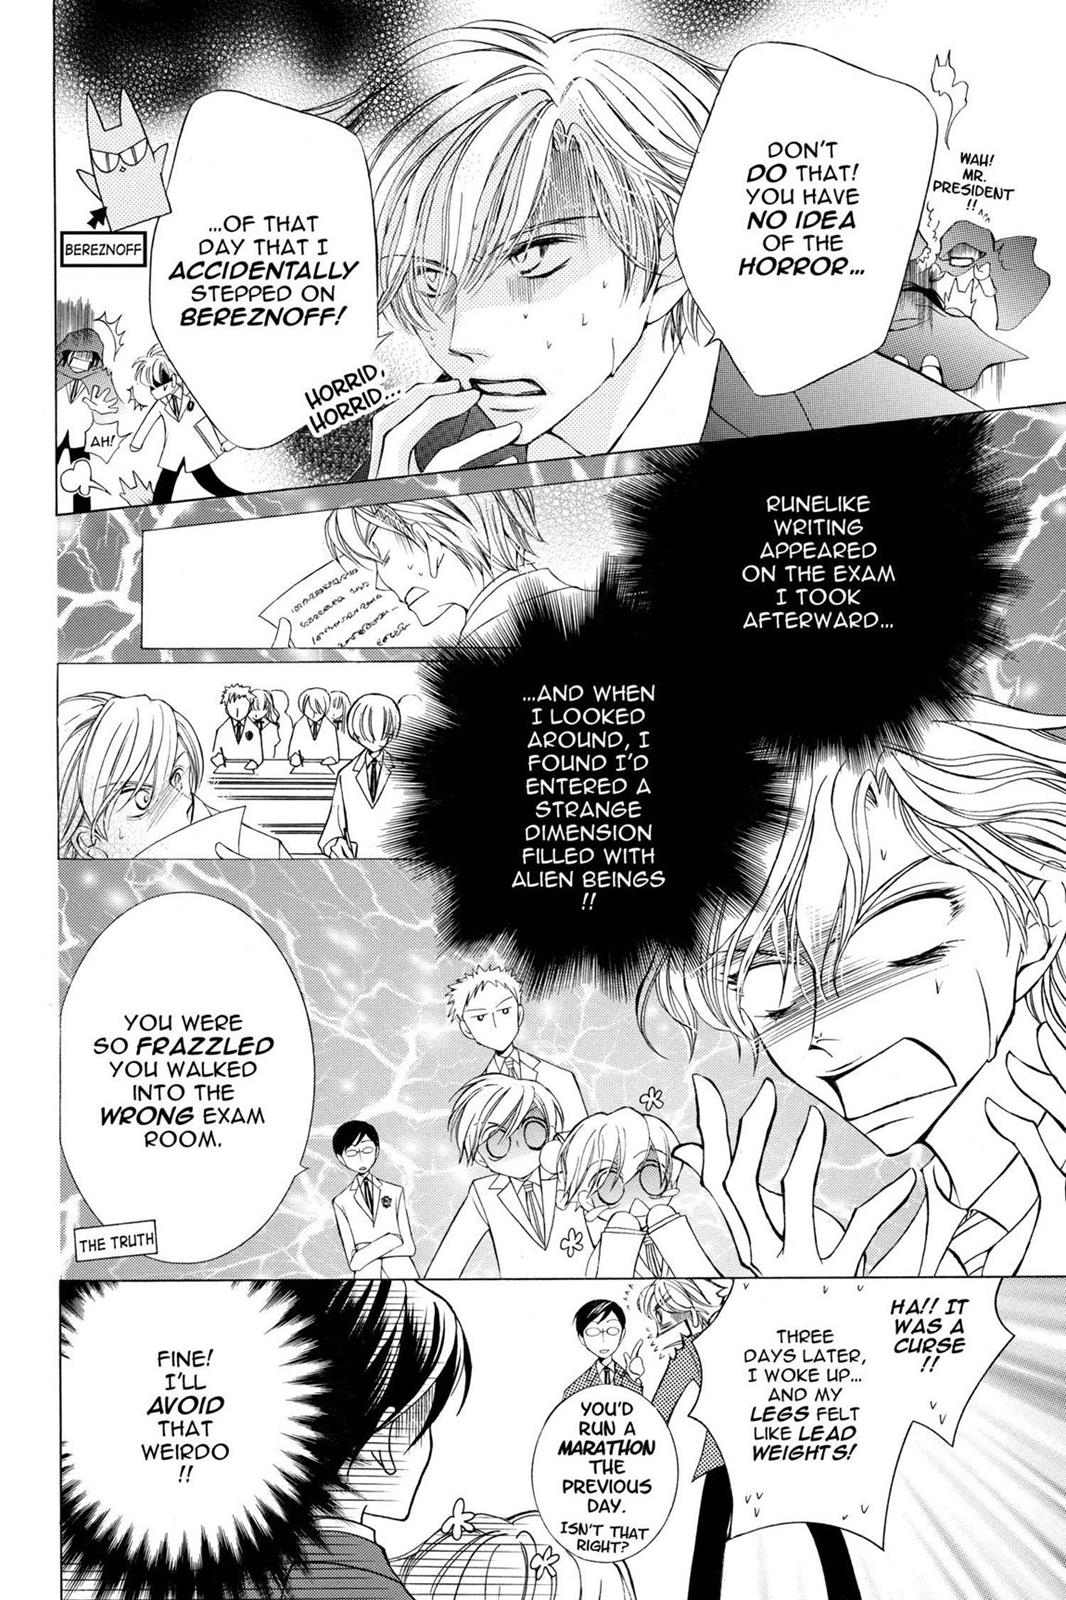 DON'T
DO THAT!
YOU HAVE
NO IDEA
OF THE
HORROR...
WAH!
MR.
PRESIDENT
!!
...OF THAT
DAY THAT I
ACCIDENTALLY
STEPPED ON
BEREZNOFF!
BEREZNOFF
HORRID,
HORRID...
AH!
RUNELIKE
WRITING
APPEARED
ON THE EXAM
I TOOK
AFTERWARD...
...AND WHEN
I LOOKED
AROUND, I
FOUND I'D
ENTERED A
STRANGE
DIMENSION
FILLED WITH
ALIEN BEINGS
!!
YOU WERE
SO FRAZZLED
YOU WALKED
INTO THE
WRONG EXAM
ROOM.
THE TRUTH
HA!! IT
WAS A
CURSE
!!
THREE
DAYS LATER,
I WOKE UP...
AND MY
LEGS FELT
LIKE LEAD
WEIGHTS!
YOU'D
RUN A
MARATHON
THE
PREVIOUS
DAY.
ISN'T THAT
RIGHT?
FINE!
I'LL
AVOID
THAT
WEIRDO
!!